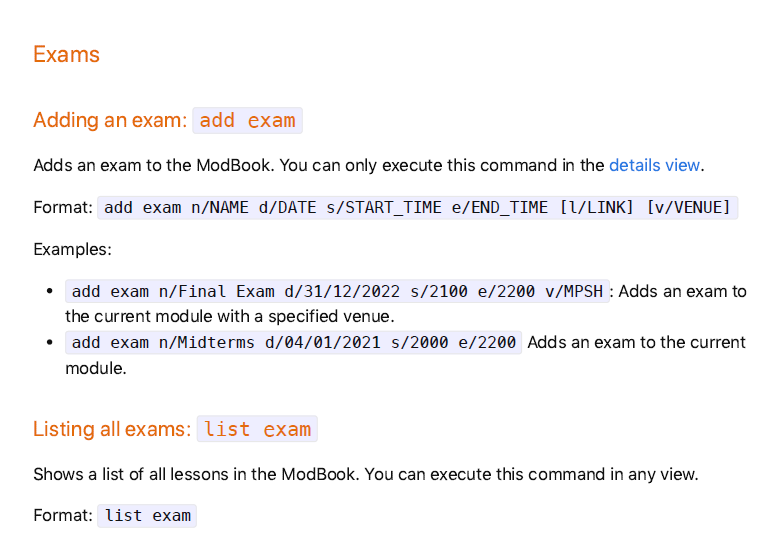 Exams
Adding an exam: add exam
Adds an exam to the ModBook. You can only execute this command in the details view.
Format: add exam n/NAME d/DATE s/START_TIME e/END_TIME [l/LINK] [v/VENUE]
Examples:
• add exam n/Final Exam d/31/12/2022 s/2100 e/2200 v/MPSH: Adds an exam to
the current module with a specified venue.
• add exam n/Midterms d/04/01/2021 s/2000 e/2200 Adds an exam to the current
module.
Listing all exams: list exam
Shows a list of all lessons in the ModBook. You can execute this command in any view.
Format: list exam